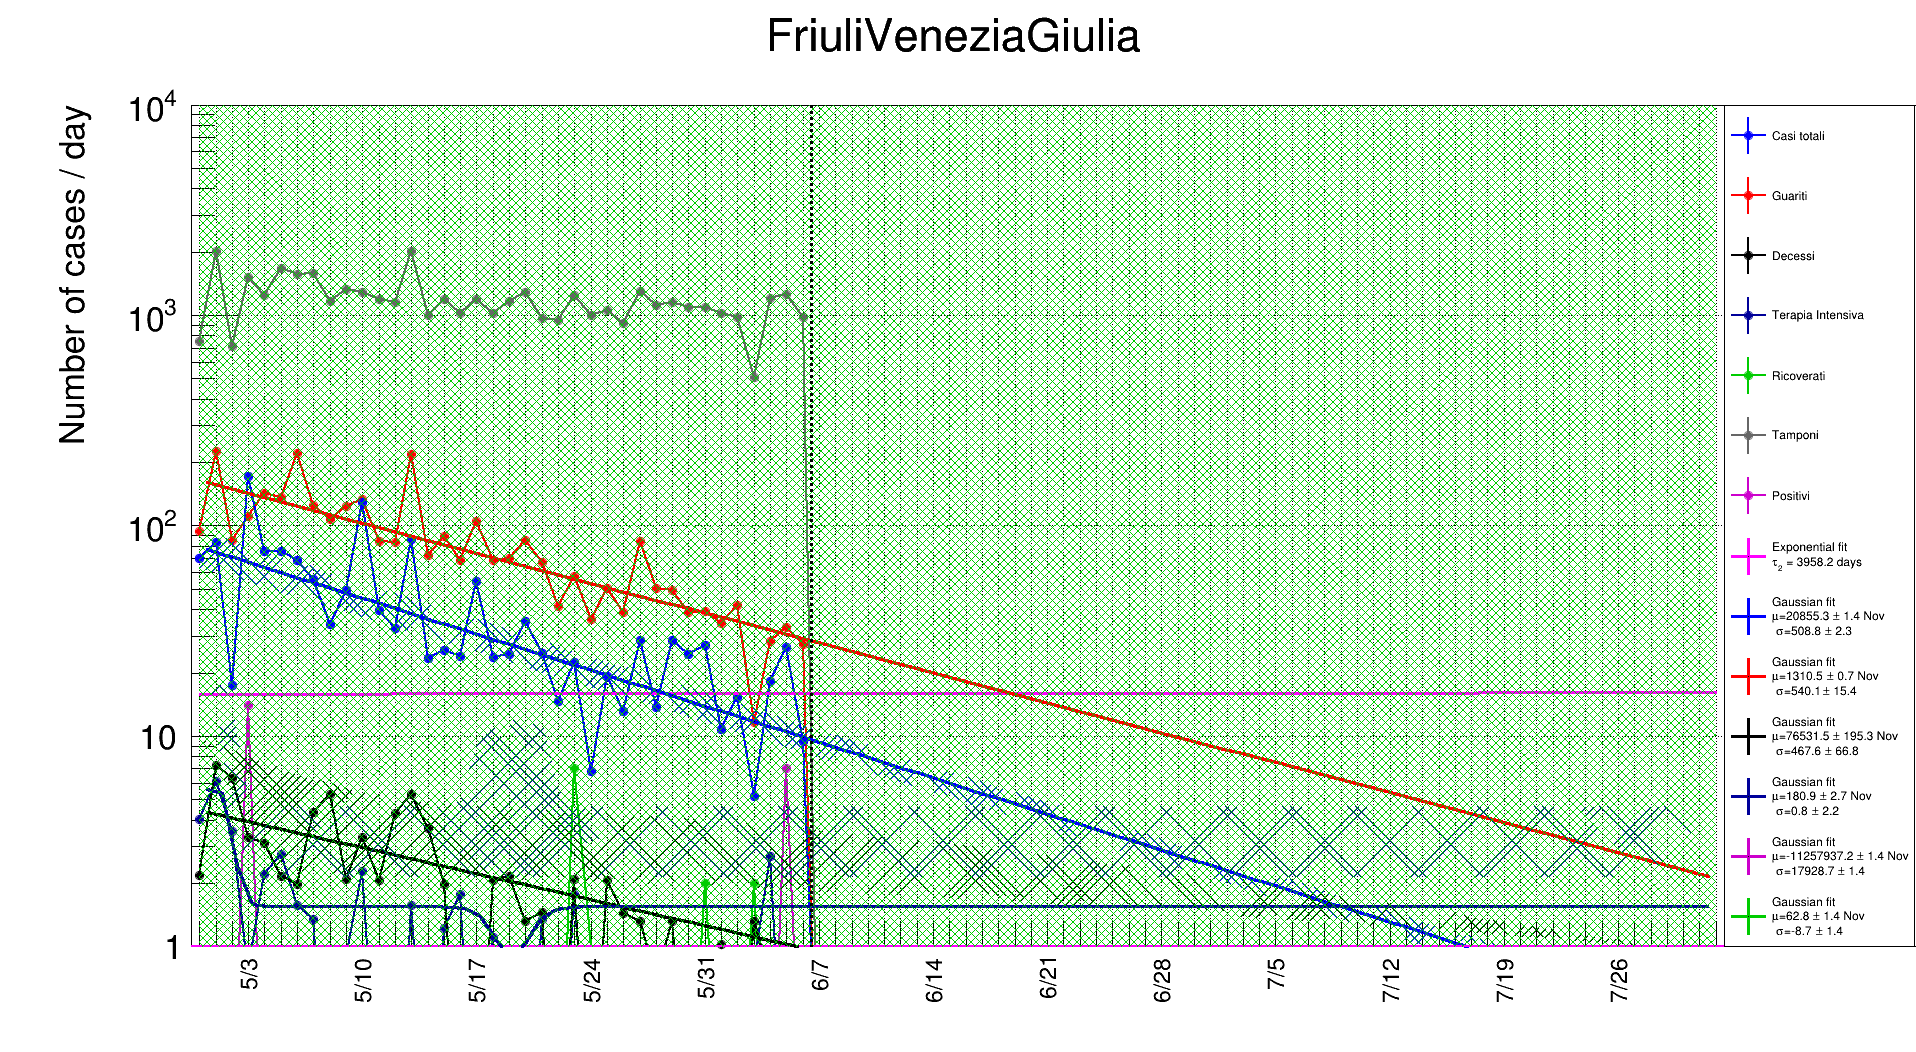 FriuliVeneziaGiulia
Number of cases / day
10^4
10^3
10^2
10
1
5/3
5/10
5/17
5/24
5/31
6/7
6/14
6/21
6/28
7/5
7/12
7/19
7/26
Casi totali
Guariti
Decessi
Terapia Intensiva
Ricoverati
Tamponi
Positivi
Exponential fit
τ₂ = 3958.2 days
Gaussian fit
μ=20855.3 ± 1.4 Nov
σ=508.8 ± 2.3
Gaussian fit
μ=1310.5 ± 0.7 Nov
σ=540.1 ± 15.4
Gaussian fit
μ=76531.5 ± 195.3 Nov
σ=467.6 ± 66.8
Gaussian fit
μ=180.9 ± 2.7 Nov
σ=0.8 ± 2.2
Gaussian fit
μ=-11257937.2 ± 1.4 Nov
σ=17928.7 ± 1.4
Gaussian fit
μ=62.8 ± 1.4 Nov
σ=-8.7 ± 1.4